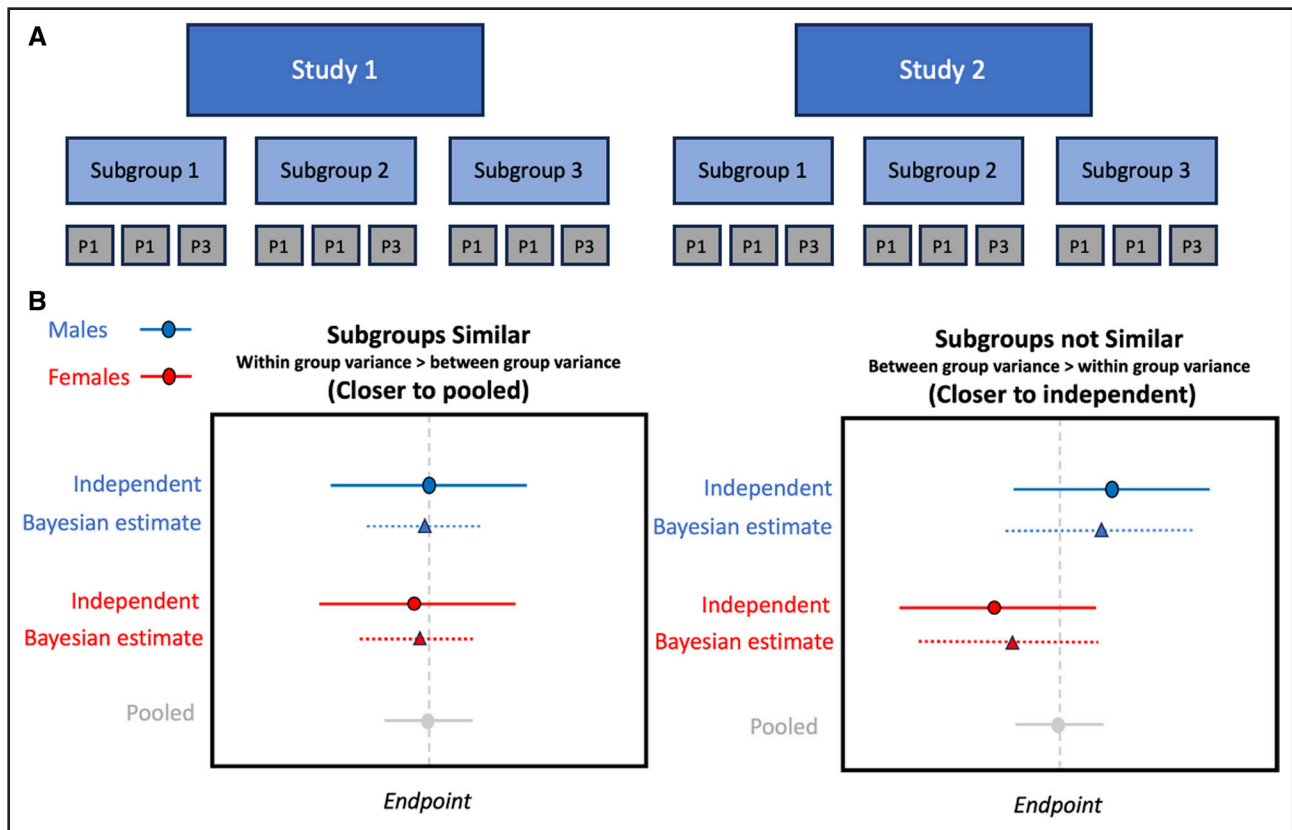 A
Study 1
Study 2
Subgroup 1
Subgroup 2
Subgroup 3
Subgroup 1
Subgroup 2
Subgroup 3
P1 P1 P3 P1 P1 P3 P1 P1 P3
P1 P1 P3 P1 P1 P3 P1 P1 P3
B
Males
Females
Subgroups Similar
Within group variance > between group variance
(Closer to pooled)
Independent
Bayesian estimate
Independent
Bayesian estimate
Pooled
Endpoint
Subgroups not Similar
Between group variance > within group variance
(Closer to independent)
Independent
Bayesian estimate
Independent
Bayesian estimate
Pooled
Endpoint